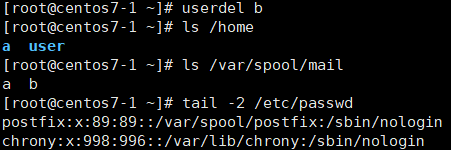 [root@centos7-1 ~]# userdel b
[root@centos7-1 ~]# ls /home
a  user
[root@centos7-1 ~]# ls /var/spool/mail
a  b
[root@centos7-1 ~]# tail -2 /etc/passwd
postfix:x:89:89::/var/spool/postfix:/sbin/nologin
chrony:x:998:996::/var/lib/chrony:/sbin/nologin